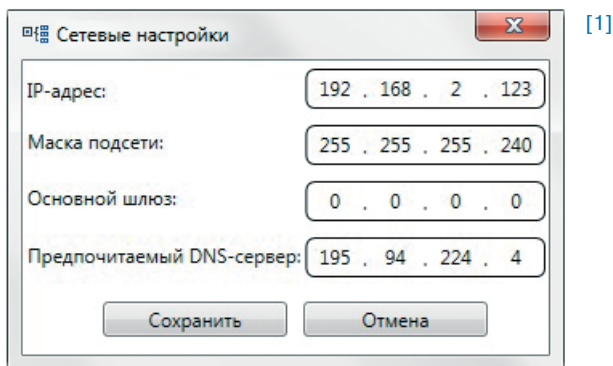 Сетевые настройки
[1]
IP-адрес: 192 . 168 . 2 . 123
Маска подсети: 255 . 255 . 255 . 240
Основной шлюз: 0 . 0 . 0 . 0
Предпочитаемый DNS-сервер: 195 . 94 . 224 . 4
Сохранить Отмена